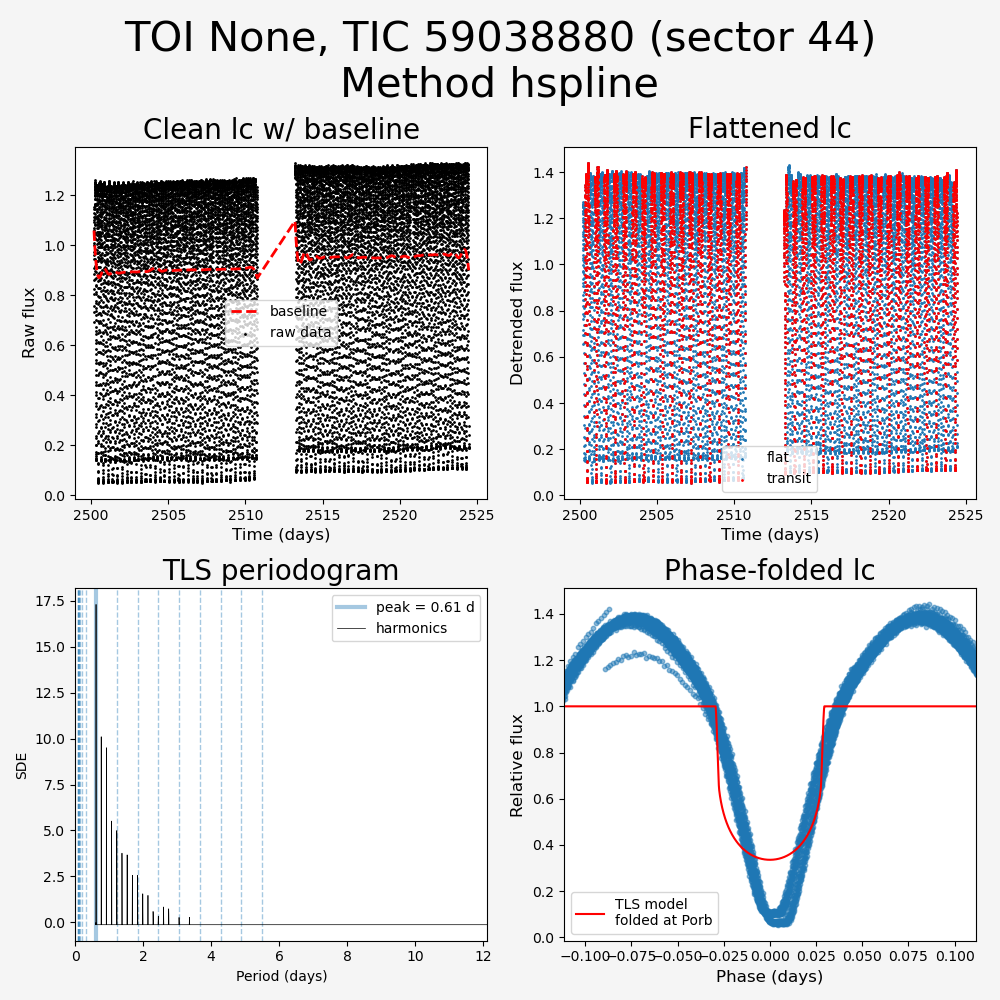 TOI None, TIC 59038880 (sector 44)
Method hspline
Clean lc w/ baseline
Raw flux
1.2
1.0
0.8
0.6
0.4
0.2
0.0
baseline
raw data
2500
2505
2510
2515
2520
2525
Time (days)
Flattened lc
Detrended flux
1.4
1.2
1.0
0.8
0.6
0.4
0.2
0.0
flat
transit
2500
2505
2510
2515
2520
2525
Time (days)
TLS periodogram
SDE
17.5
15.0
12.5
10.0
7.5
5.0
2.5
0.0
peak = 0.61 d
harmonics
0
2
4
6
8
10
12
Period (days)
Phase-folded lc
Relative flux
1.4
1.2
1.0
0.8
0.6
0.4
0.2
0.0
TLS model
folded at Porb
−0.100
−0.075
−0.050
−0.025
0.000
0.025
0.050
0.075
0.100
Phase (days)